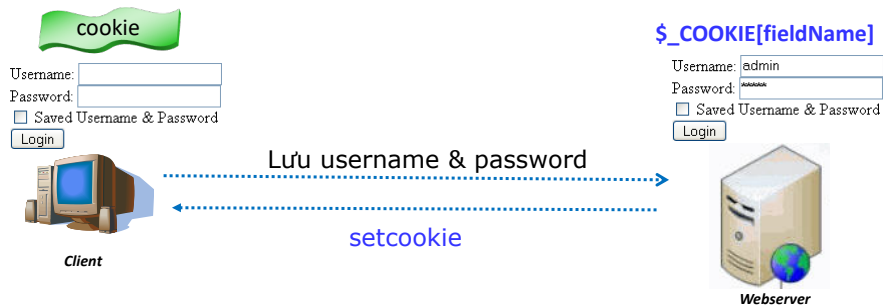 cookie
Username:
Password:
Saved Username & Password
Login
Client
Lưu username & password
setcookie
$_COOKIE[fieldName]
Username: admin
Password: *****
Saved Username & Password
Login
Webserver